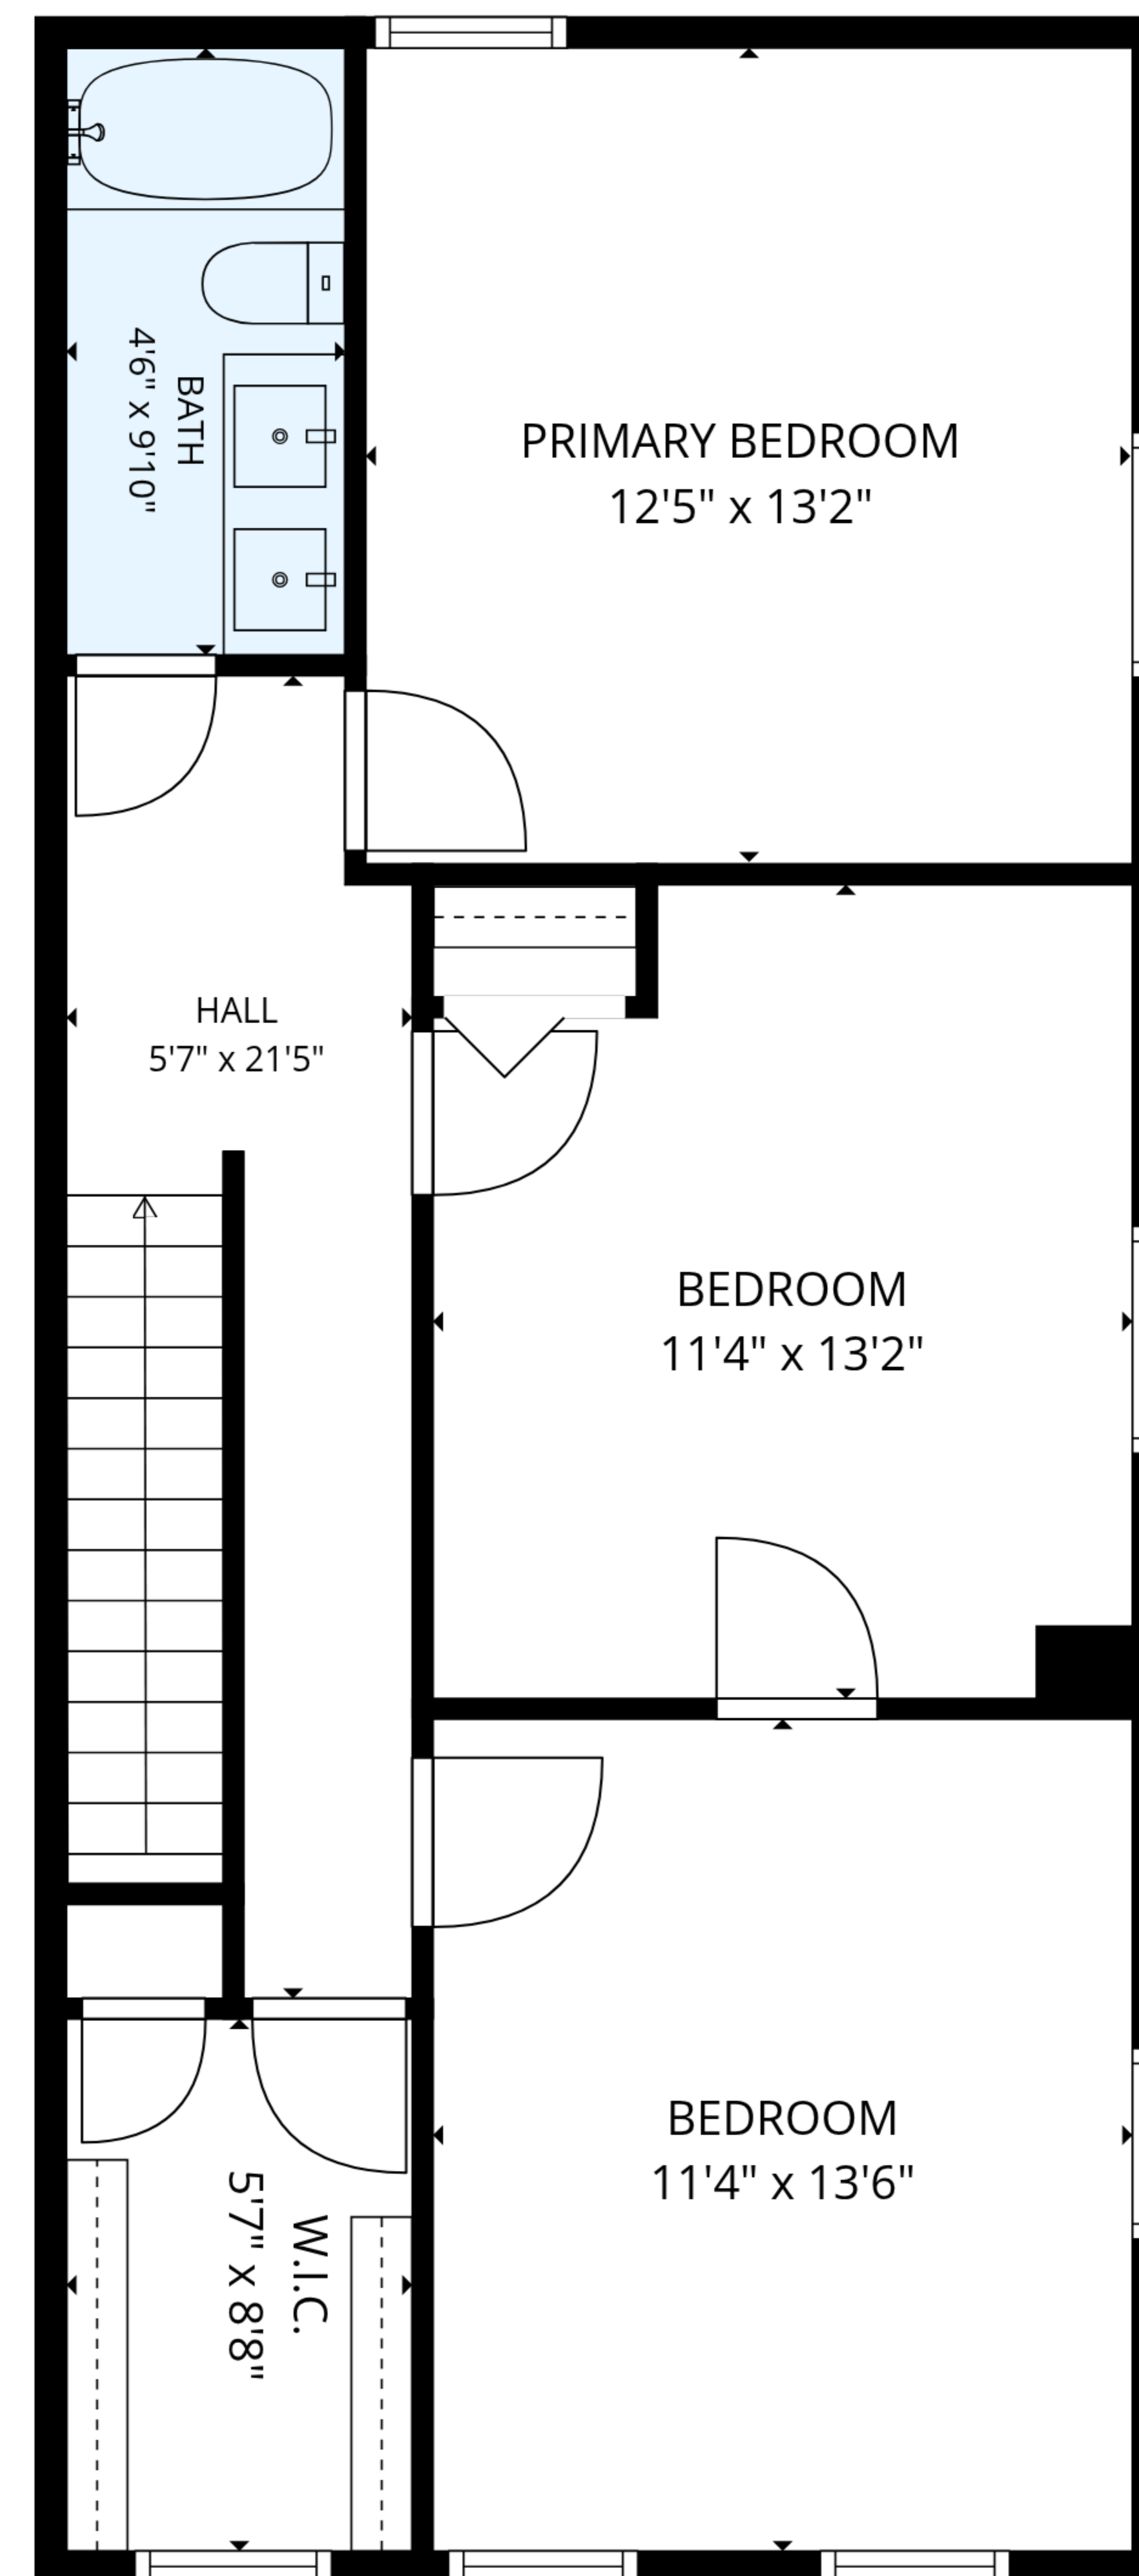 BATH
4'6" x 9'10"
PRIMARY BEDROOM
12'5" x 13'2"
HALL
5'7" x 21'5"
BEDROOM
11'4" x 13'2"
BEDROOM
11'4" x 13'6"
W.I.C.
5'7" x 8'8"